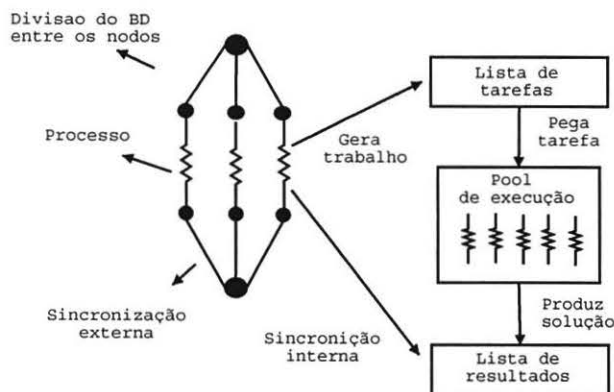 Divisao do BD
entre os nodos
Processo
Sincronização
externa
Gera
trabalho
Sincronição
interna
Lista de
tarefas
Pega
tarefa
Pool
de execução
Produz
solução
Lista de
resultados